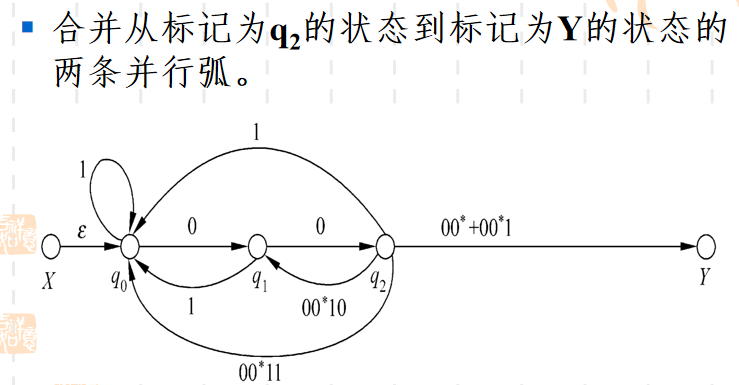 合并从标记为q₂的状态到标记为Y的状态的
两条并行弧。
1
1
ε
0
0
00*+00*1
X
q₀
q₁
q₂
Y
1
00*10
00*11